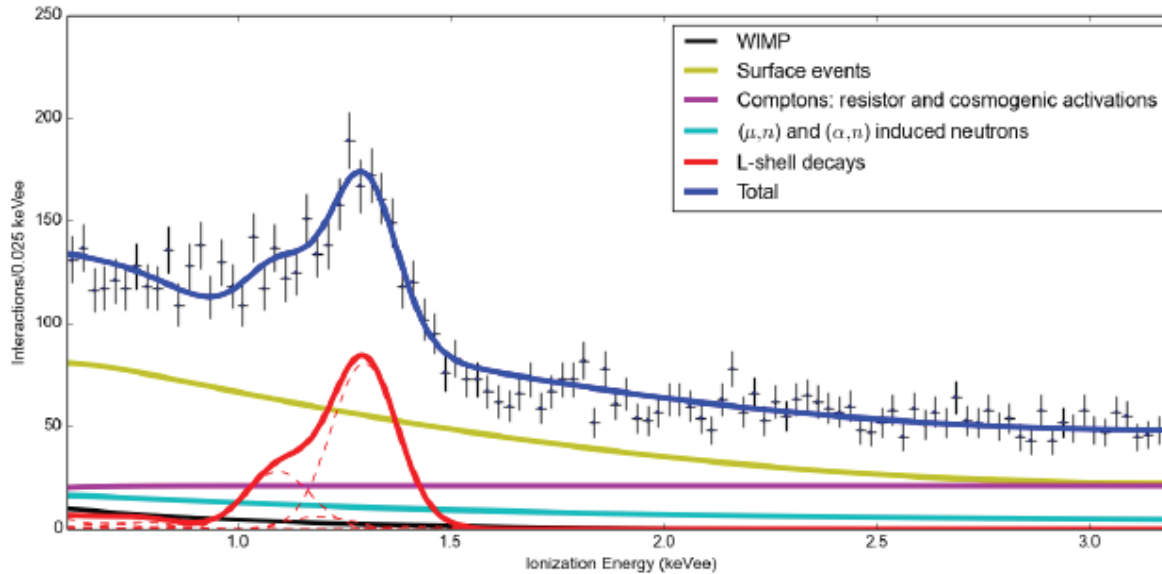 250
200
150
100
50
0
Interactions/0.025 keVee
WIMP
Surface events
Comptons: resistor and cosmogenic activations
(μ,n) and (α,n) induced neutrons
L-shell decays
Total
1.0 1.5 2.0 2.5 3.0
Ionization Energy (keVee)